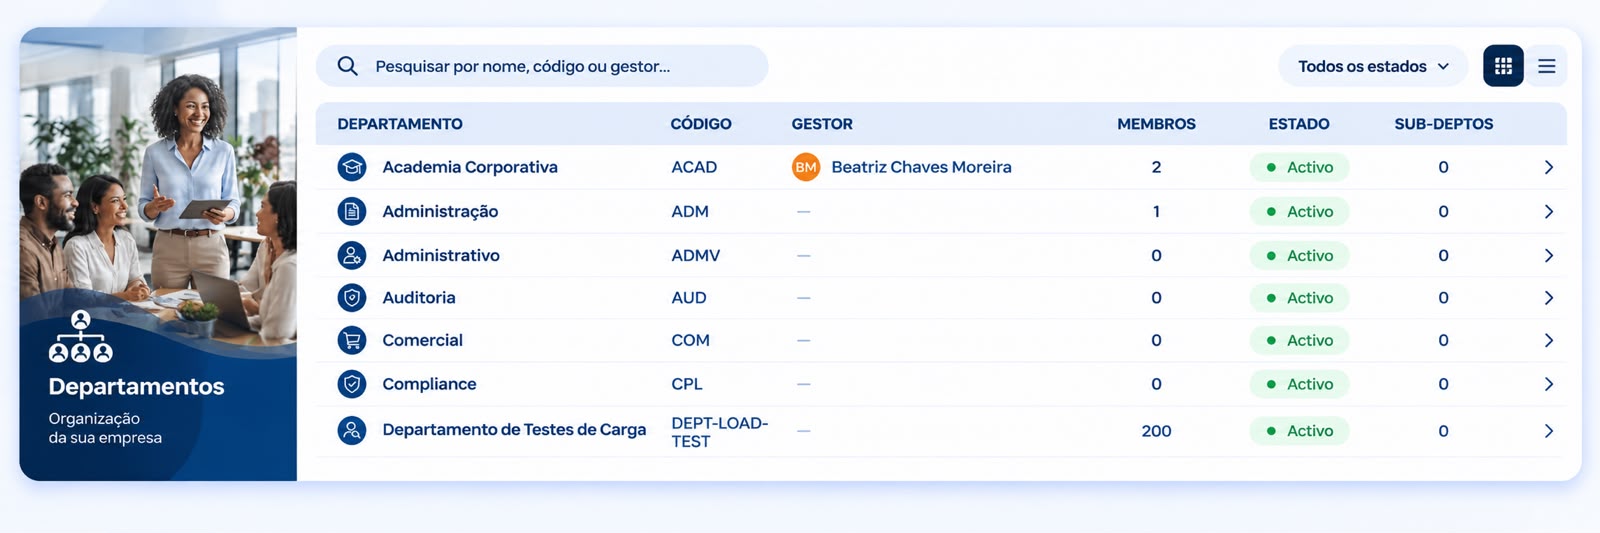 Departamentos
Organização
da sua empresa
Pesquisar por nome, código ou gestor...
Todos os estados
DEPARTAMENTO CÓDIGO GESTOR MEMBROS ESTADO SUB-DEPTOS
Academia Corporativa ACAD BM Beatriz Chaves Moreira 2 Activo 0
Administração ADM — 1 Activo 0
Administrativo ADMV — 0 Activo 0
Auditoria AUD — 0 Activo 0
Comercial COM — 0 Activo 0
Compliance CPL — 0 Activo 0
Departamento de Testes de Carga DEPT-LOAD- — 200 Activo 0
TEST